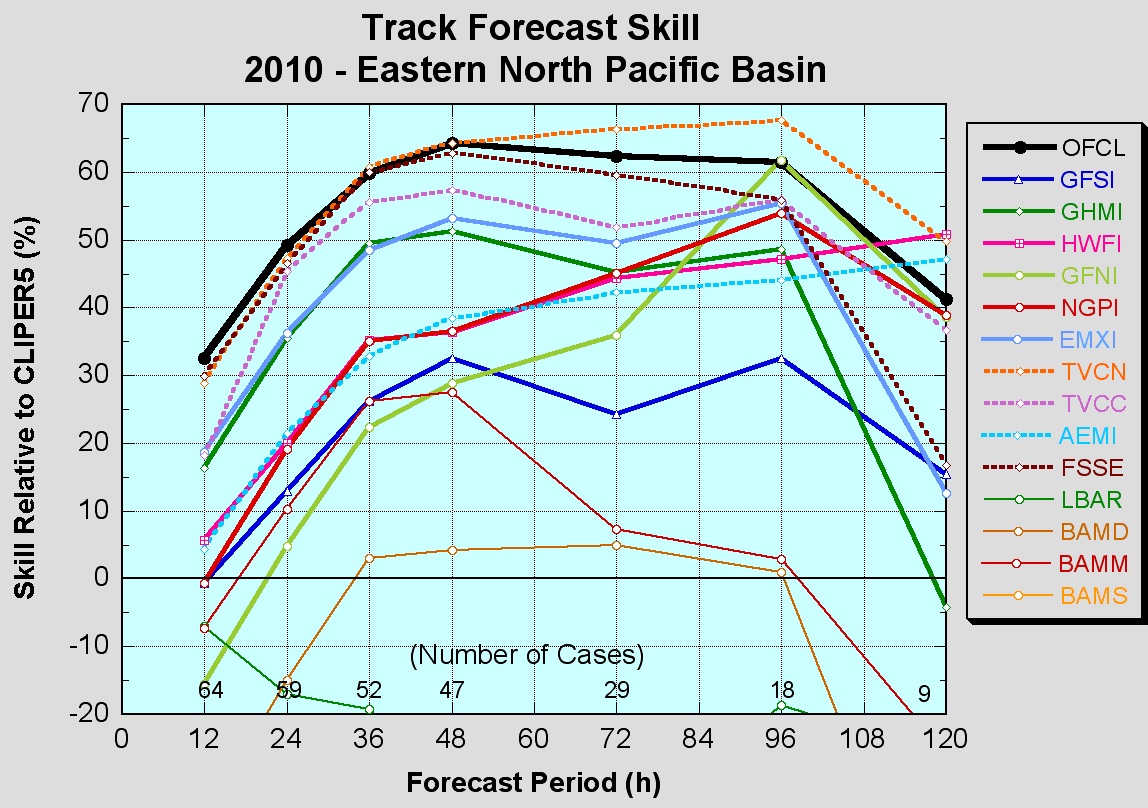 Track Forecast Skill
2010 - Eastern North Pacific Basin
Skill Relative to CLIPER5 (%)
70
60
50
40
30
20
10
0
-10
-20
(Number of Cases)
64 59 52 47 29 18 9
0 12 24 36 48 60 72 84 96 108 120
Forecast Period (h)
OFCL
GFSI
GHMI
HWFI
GFNI
NGPI
EMXI
TVCN
TVCC
AEMI
FSSE
LBAR
BAMD
BAMM
BAMS